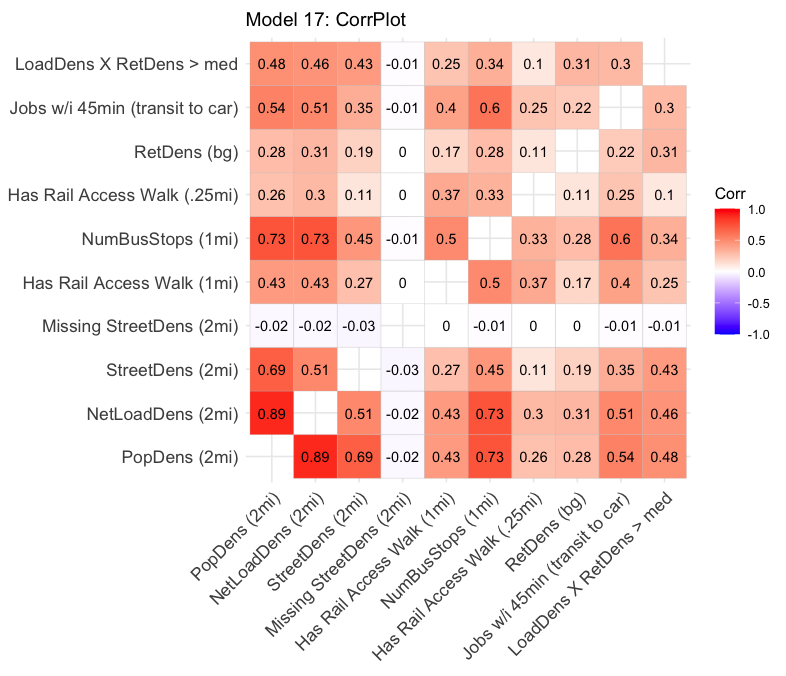 Model 17: CorrPlot
LoadDens X RetDens > med 0.48 0.46 0.43 -0.01 0.25 0.34 0.1 0.31 0.3
Jobs w/i 45min (transit to car) 0.54 0.51 0.35 -0.01 0.4 0.6 0.25 0.22 0.3
RetDens (bg) 0.28 0.31 0.19 0 0.17 0.28 0.11 0.22 0.31
Has Rail Access Walk (.25mi) 0.26 0.3 0.11 0 0.37 0.33 0.11 0.25 0.1
NumBusStops (1mi) 0.73 0.73 0.45 -0.01 0.5 0.33 0.28 0.6 0.34
Has Rail Access Walk (1mi) 0.43 0.43 0.27 0 0.5 0.37 0.17 0.4 0.25
Missing StreetDens (2mi) -0.02 -0.02 -0.03 0 -0.01 0 0 -0.01 -0.01
StreetDens (2mi) 0.69 0.51 -0.03 0.27 0.45 0.11 0.19 0.35 0.43
NetLoadDens (2mi) 0.89 0.51 -0.02 0.43 0.73 0.3 0.31 0.51 0.46
PopDens (2mi) 0.89 0.69 -0.02 0.43 0.73 0.26 0.28 0.54 0.48
PopDens (2mi)
NetLoadDens (2mi)
StreetDens (2mi)
Missing StreetDens (2mi)
Has Rail Access Walk (1mi)
NumBusStops (1mi)
Has Rail Access Walk (.25mi)
RetDens (bg)
Jobs w/i 45min (transit to car)
LoadDens X RetDens > med
Corr
1.0
0.5
0.0
-0.5
-1.0